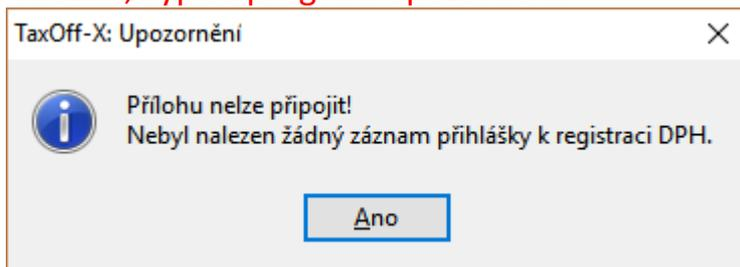 TaxOff-X: Upozornění
Přílohu nelze připojit!
Nebyl nalezen žádný záznam přihlášky k registraci DPH.
Ano